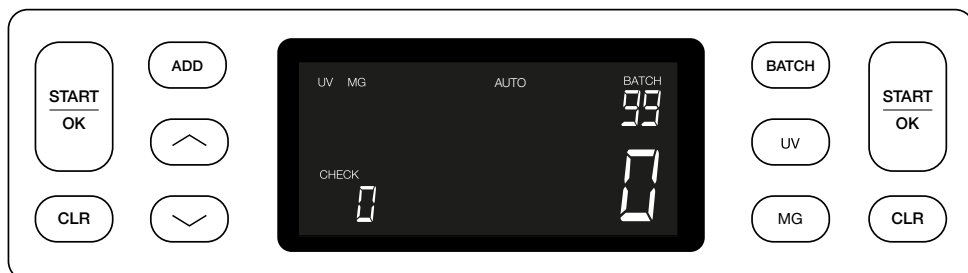 START
OK
CLR
ADD
UV MG AUTO BATCH
99
CHECK
0
0
BATCH
UV
MG
START
OK
CLR